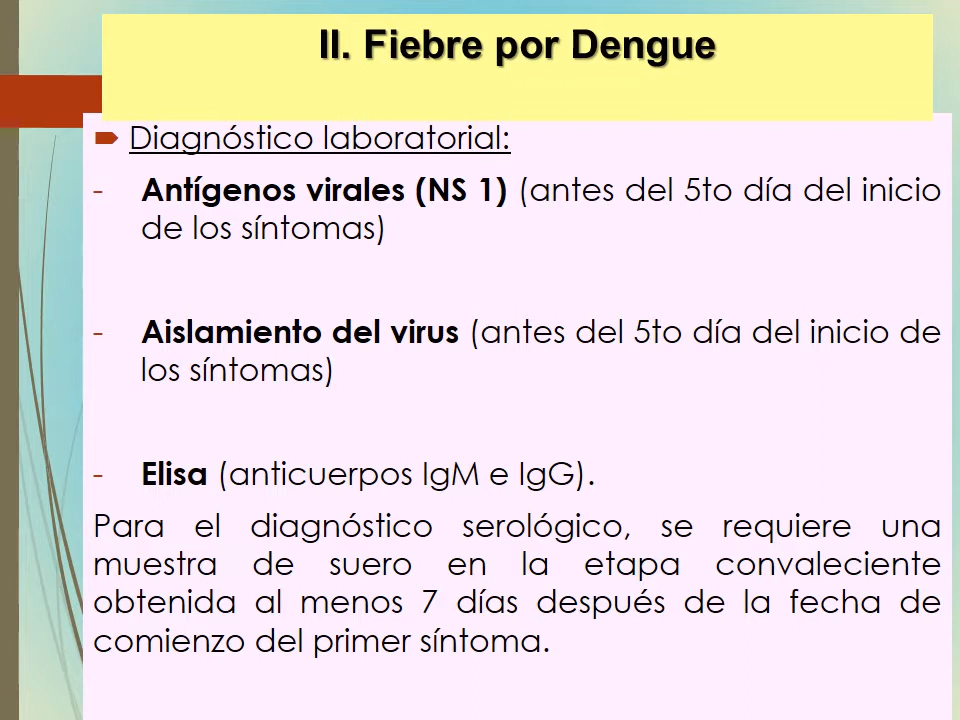 II. Fiebre por Dengue
Diagnóstico laboratorial:
- Antígenos virales (NS 1) (antes del 5to día del inicio
de los síntomas)
- Aislamiento del virus (antes del 5to día del inicio de
los síntomas)
- Elisa (anticuerpos IgM e IgG).
Para el diagnóstico serológico, se requiere una
muestra de suero en la etapa convaleciente
obtenida al menos 7 días después de la fecha de
comienzo del primer síntoma.